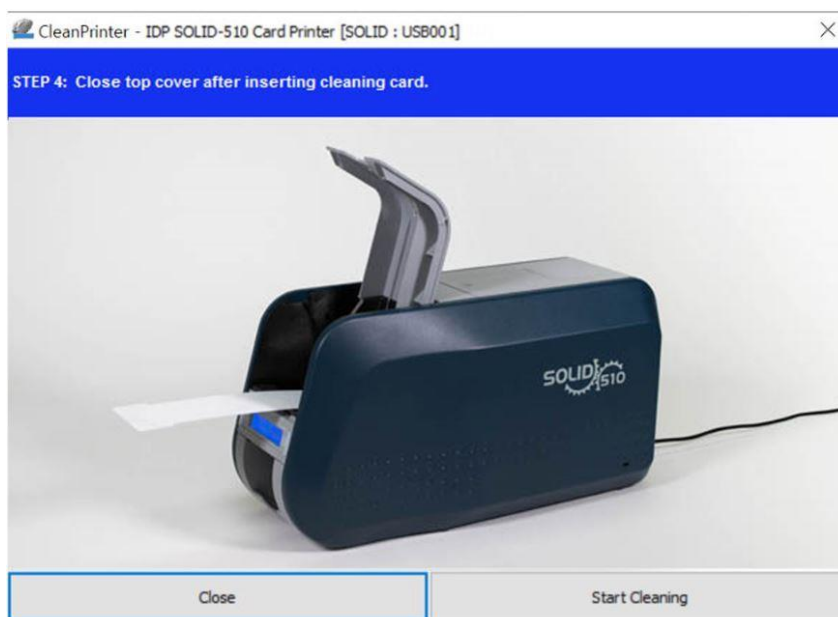 CleanPrinter - IDP SOLID-510 Card Printer [SOLID : USB001]
STEP 4: Close top cover after inserting cleaning card.
SOLID 510
Close
Start Cleaning